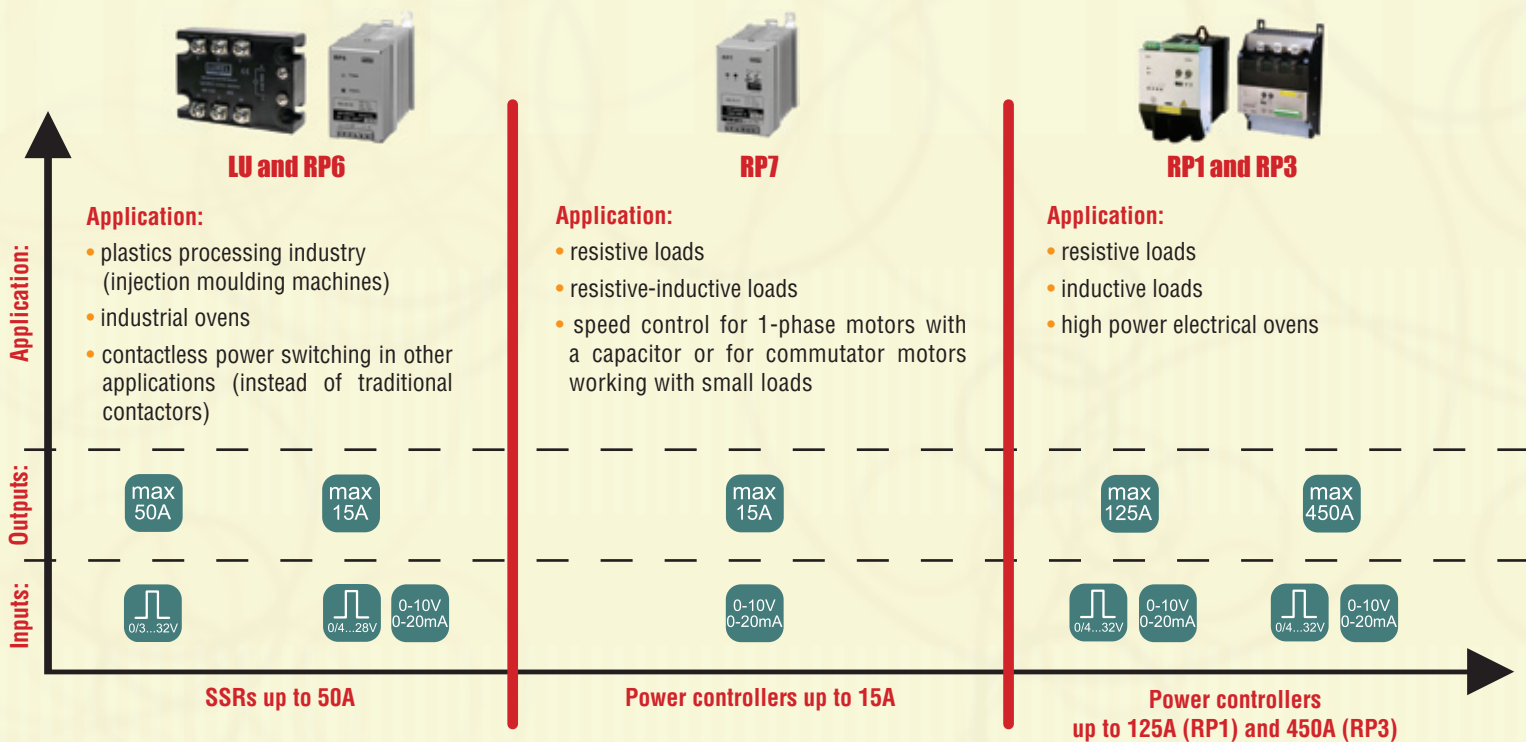 LU and RP6
Application:
• plastics processing industry
(injection moulding machines)
• industrial ovens
• contactless power switching in other
applications (instead of traditional
contactors)
RP7
Application:
• resistive loads
• resistive-inductive loads
• speed control for 1-phase motors with
a capacitor or for commutator motors
working with small loads
RP1 and RP3
Application:
• resistive loads
• inductive loads
• high power electrical ovens
Application:
Outputs:
max
50A
max
15A
max
15A
max
125A
max
450A
Inputs:
0/3...32V
0/4...28V
0-10V
0-20mA
0-10V
0-20mA
0/4...32V
0-10V
0-20mA
0/4...32V
0-10V
0-20mA
SSRs up to 50A
Power controllers up to 15A
Power controllers
up to 125A (RP1) and 450A (RP3)
RP6
RP7